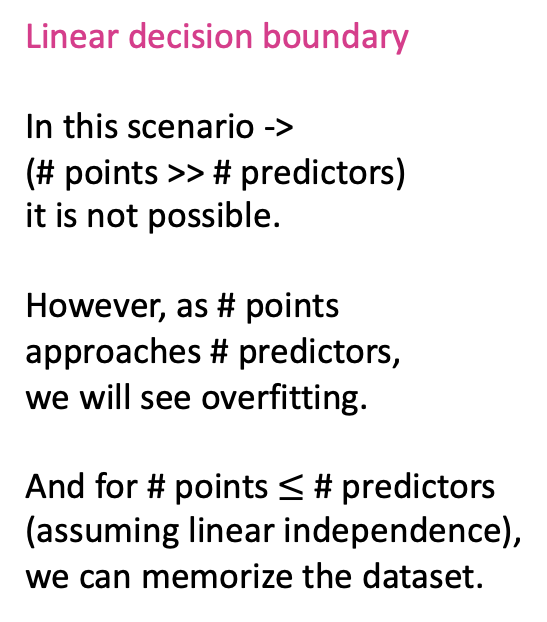 Linear decision boundary
In this scenario ->
(# points >> # predictors)
it is not possible.
However, as # points
approaches # predictors,
we will see overfitting.
And for # points ≤ # predictors
(assuming linear independence),
we can memorize the dataset.